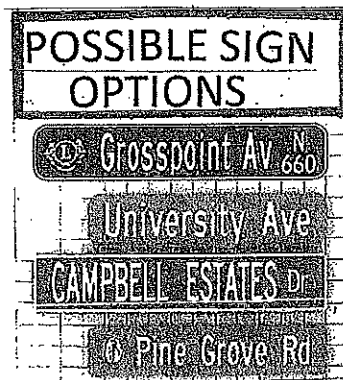 POSSIBLE SIGN
OPTIONS
Grosspoint Av N 660
University Ave
CAMPBELL ESTATES Dr
Pine Grove Rd